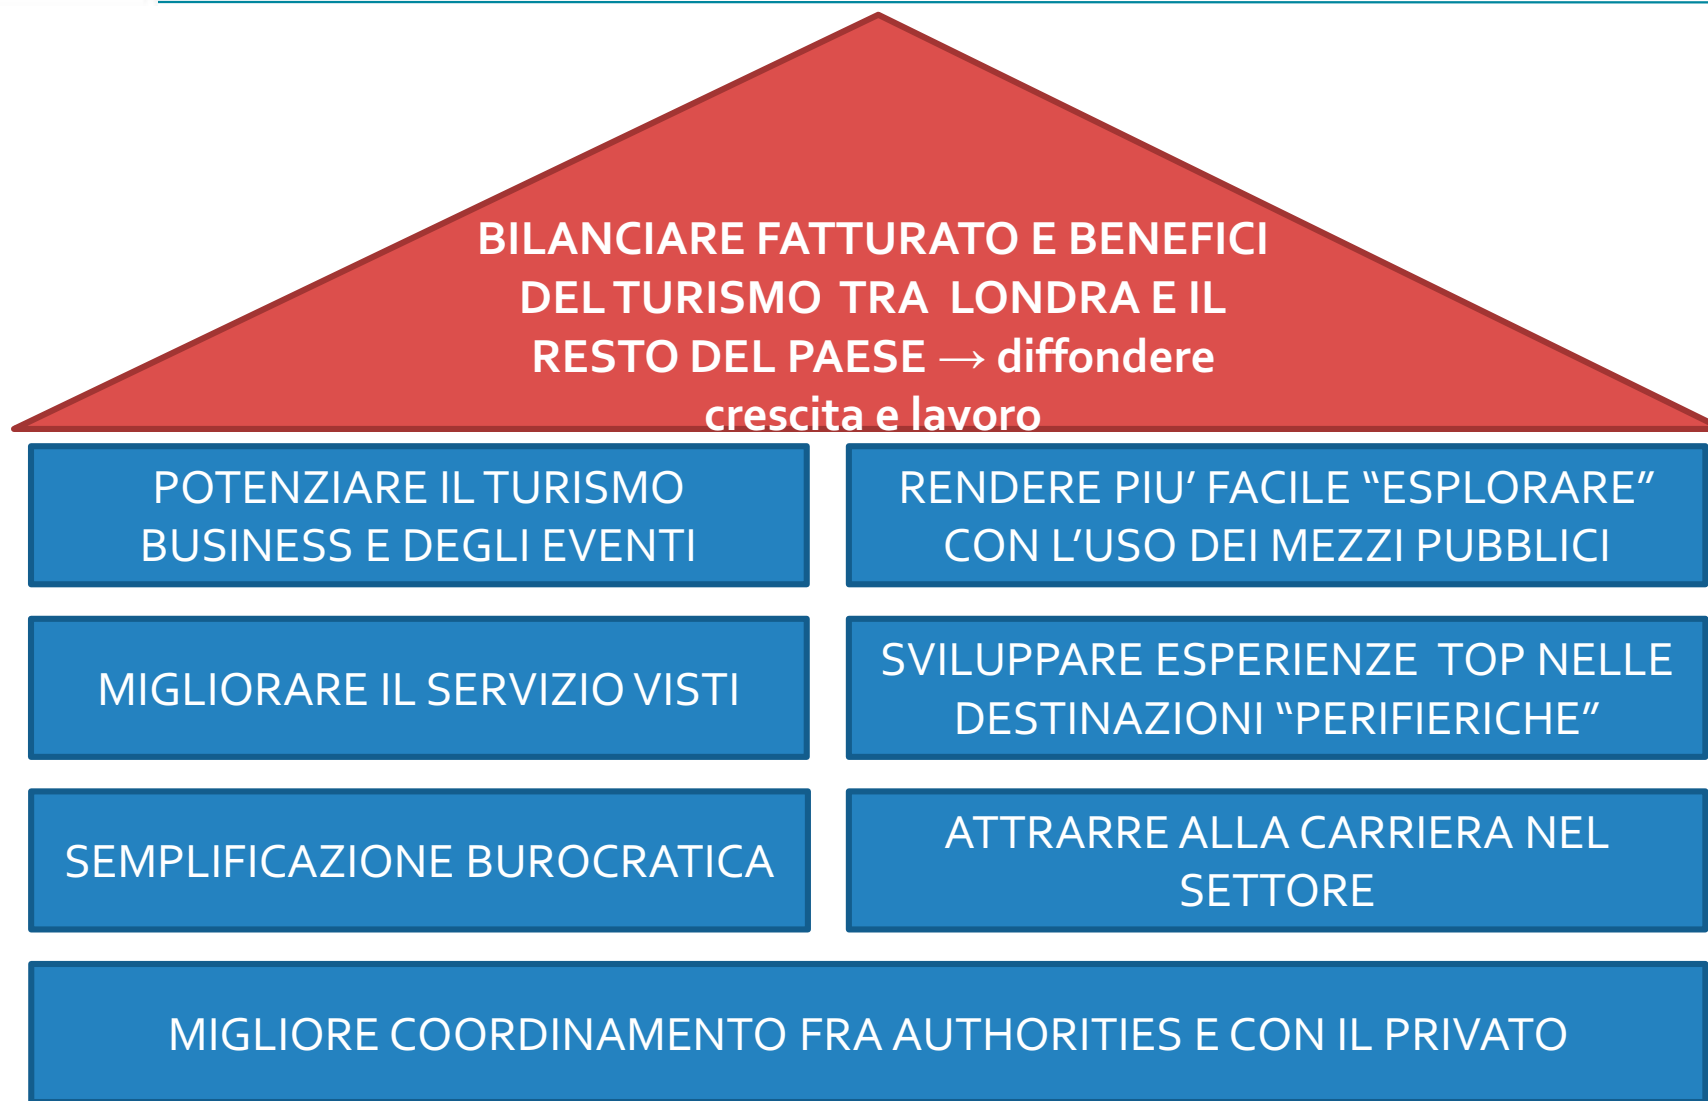 BILANCIARE FATTURATO E BENEFICI
DEL TURISMO TRA LONDRA E IL
RESTO DEL PAESE → diffondere
crescita e lavoro
POTENZIARE IL TURISMO
BUSINESS E DEGLI EVENTI
RENDERE PIU’ FACILE “ESPLORARE”
CON L’USO DEI MEZZI PUBBLICI
MIGLIORARE IL SERVIZIO VISTI
SVILUPPARE ESPERIENZE TOP NELLE
DESTINAZIONI “PERIFIERICHE”
SEMPLIFICAZIONE BUROCRATICA
ATTRARRE ALLA CARRIERA NEL
SETTORE
MIGLIORE COORDINAMENTO FRA AUTHORITIES E CON IL PRIVATO